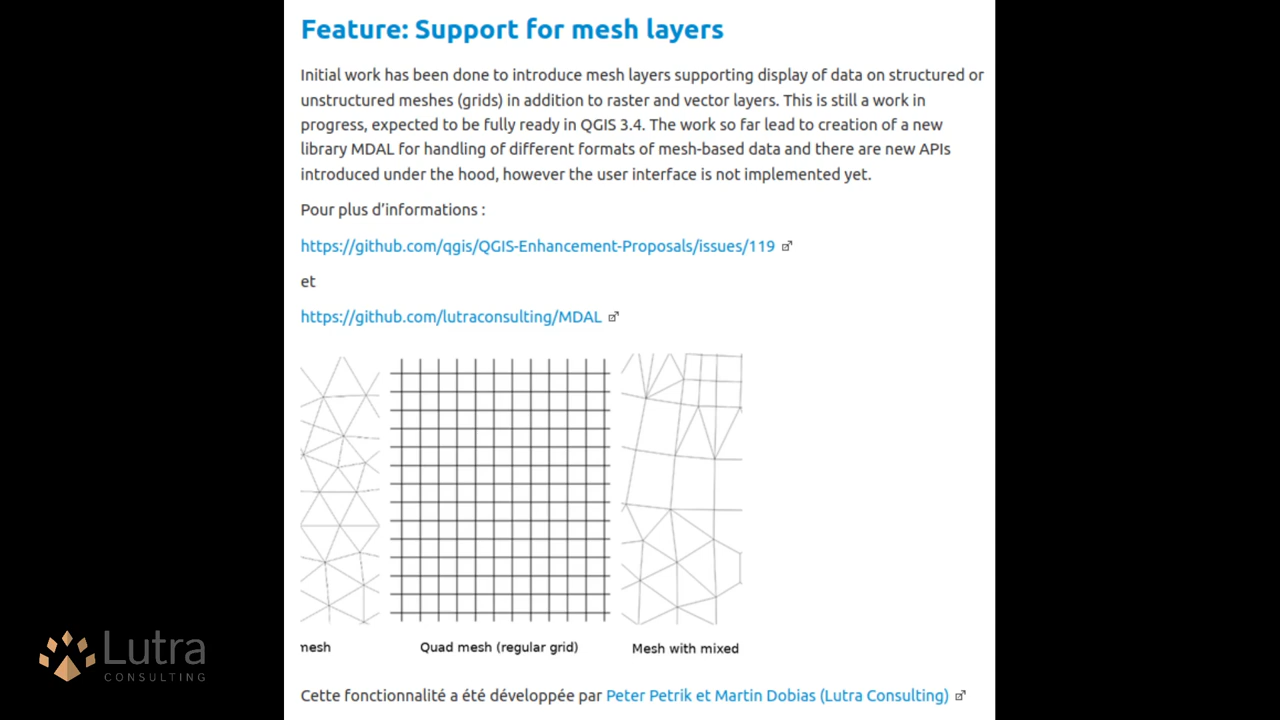 Feature: Support for mesh layers
Initial work has been done to introduce mesh layers supporting display of data on structured or
unstructured meshes (grids) in addition to raster and vector layers. This is still a work in
progress, expected to be fully ready in QGIS 3.4. The work so far lead to creation of a new
library MDAL for handling of different formats of mesh-based data and there are new APIs
introduced under the hood, however the user interface is not implemented yet.
Pour plus d’informations :
https://github.com/qgis/QGIS-Enhancement-Proposals/issues/119
et
https://github.com/lutraconsulting/MDAL
mesh
Quad mesh (regular grid)
Mesh with mixed
Lutra
CONSULTING
Cette fonctionnalité a été développée par Peter Petrik et Martin Dobias (Lutra Consulting)